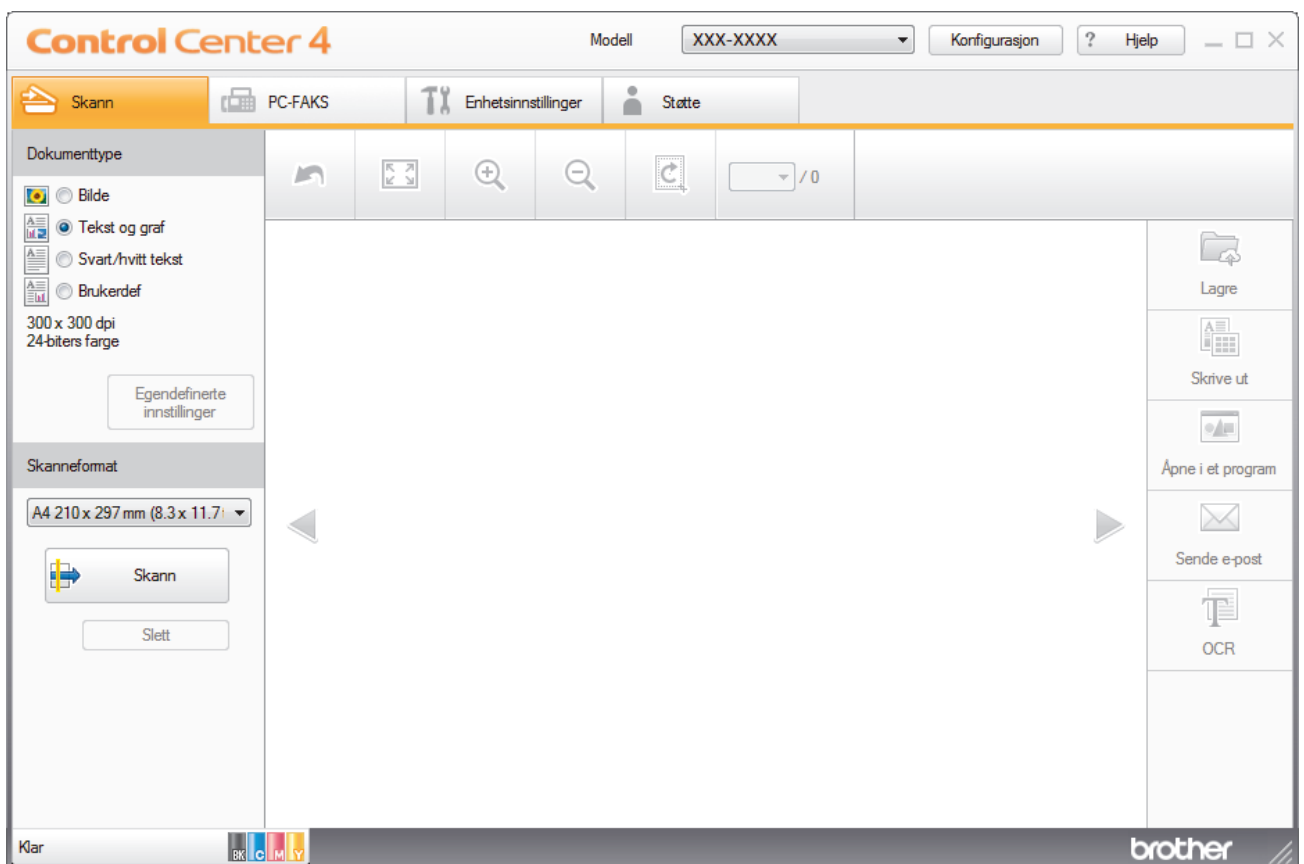 Control Center 4
Modell XXX-XXXX Konfigurasjon ? Hjelp
Skann PC-FAKS Enhetsinnstillinger Støtte
Dokumenttype
/ 0
Bilde
Tekst og graf
Svart/hvitt tekst
Brukerdef
300 x 300 dpi
24-biters farge
Egendefinerte
innstillinger
Skanneformat
A4 210 x 297 mm (8.3 x 11.7
Skann
Slett
Lagre
Skrive ut
Åpne i et program
Sende e-post
OCR
Klar
BK C M Y
brother